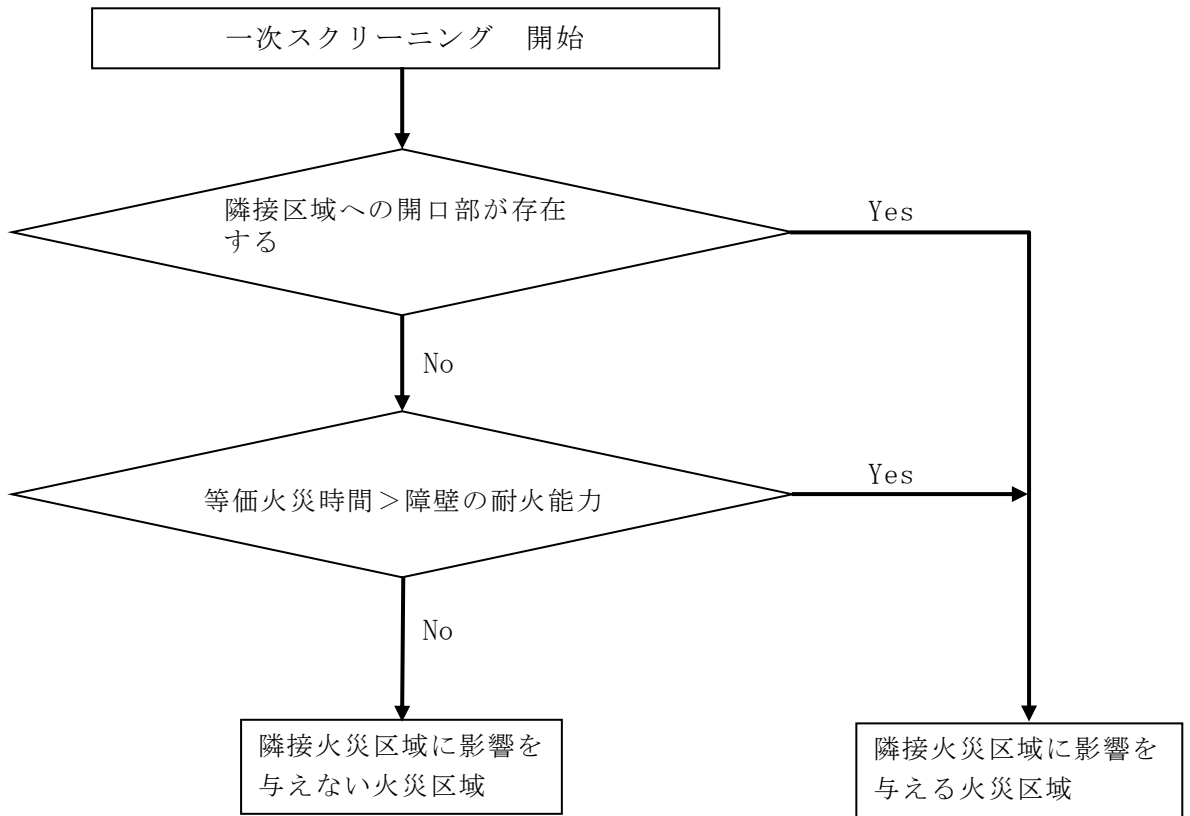 一次スクリーニング　開始
隣接区域への開口部が存在
する
Yes
No
等価火災時間＞障壁の耐火能力
Yes
No
隣接火災区域に影響を
与えない火災区域
隣接火災区域に影響を
与える火災区域